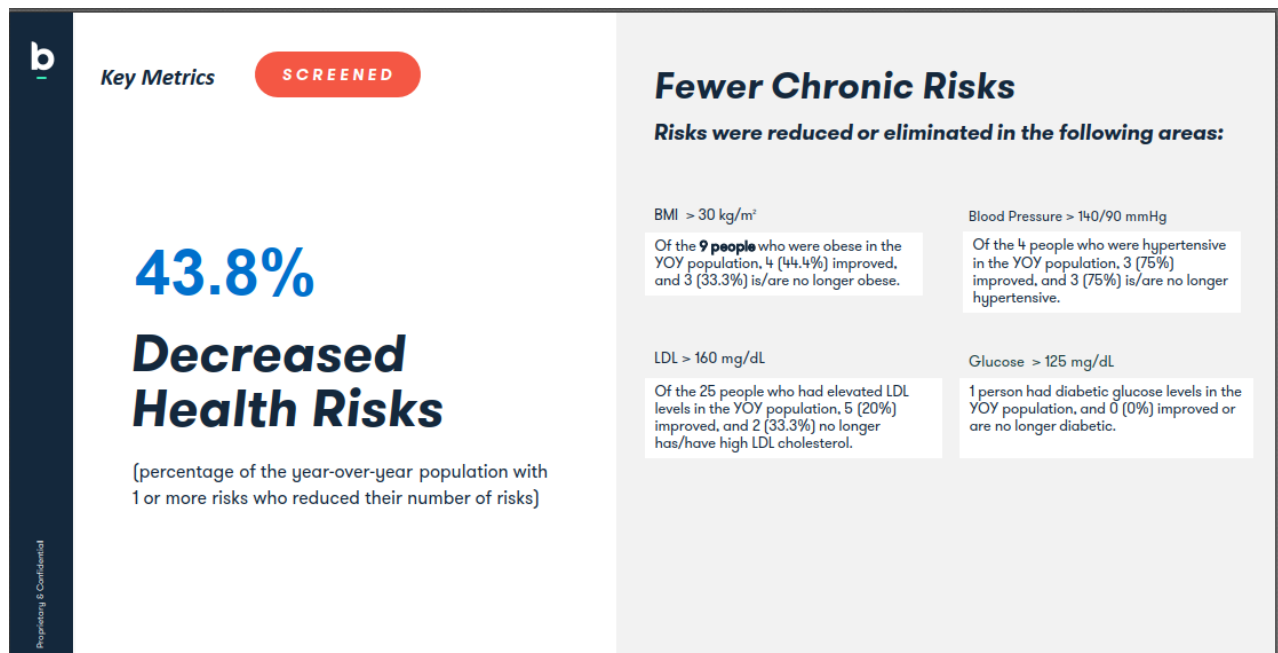 b
Key Metrics
SCREENED
43.8%
Decreased
Health Risks
(percentage of the year-over-year population with
1 or more risks who reduced their number of risks)
Proprietary & Confidential
Fewer Chronic Risks
Risks were reduced or eliminated in the following areas:
BMI > 30 kg/m²
Of the 9 people who were obese in the
YOY population, 4 (44.4%) improved,
and 3 (33.3%) is/are no longer obese.
Blood Pressure > 140/90 mmHg
Of the 4 people who were hypertensive
in the YOY population, 3 (75%)
improved, and 3 (75%) is/are no longer
hypertensive.
LDL > 160 mg/dL
Of the 25 people who had elevated LDL
levels in the YOY population, 5 (20%)
improved, and 2 (33.3%) no longer
has/have high LDL cholesterol.
Glucose > 125 mg/dL
1 person had diabetic glucose levels in the
YOY population, and 0 (0%) improved or
are no longer diabetic.